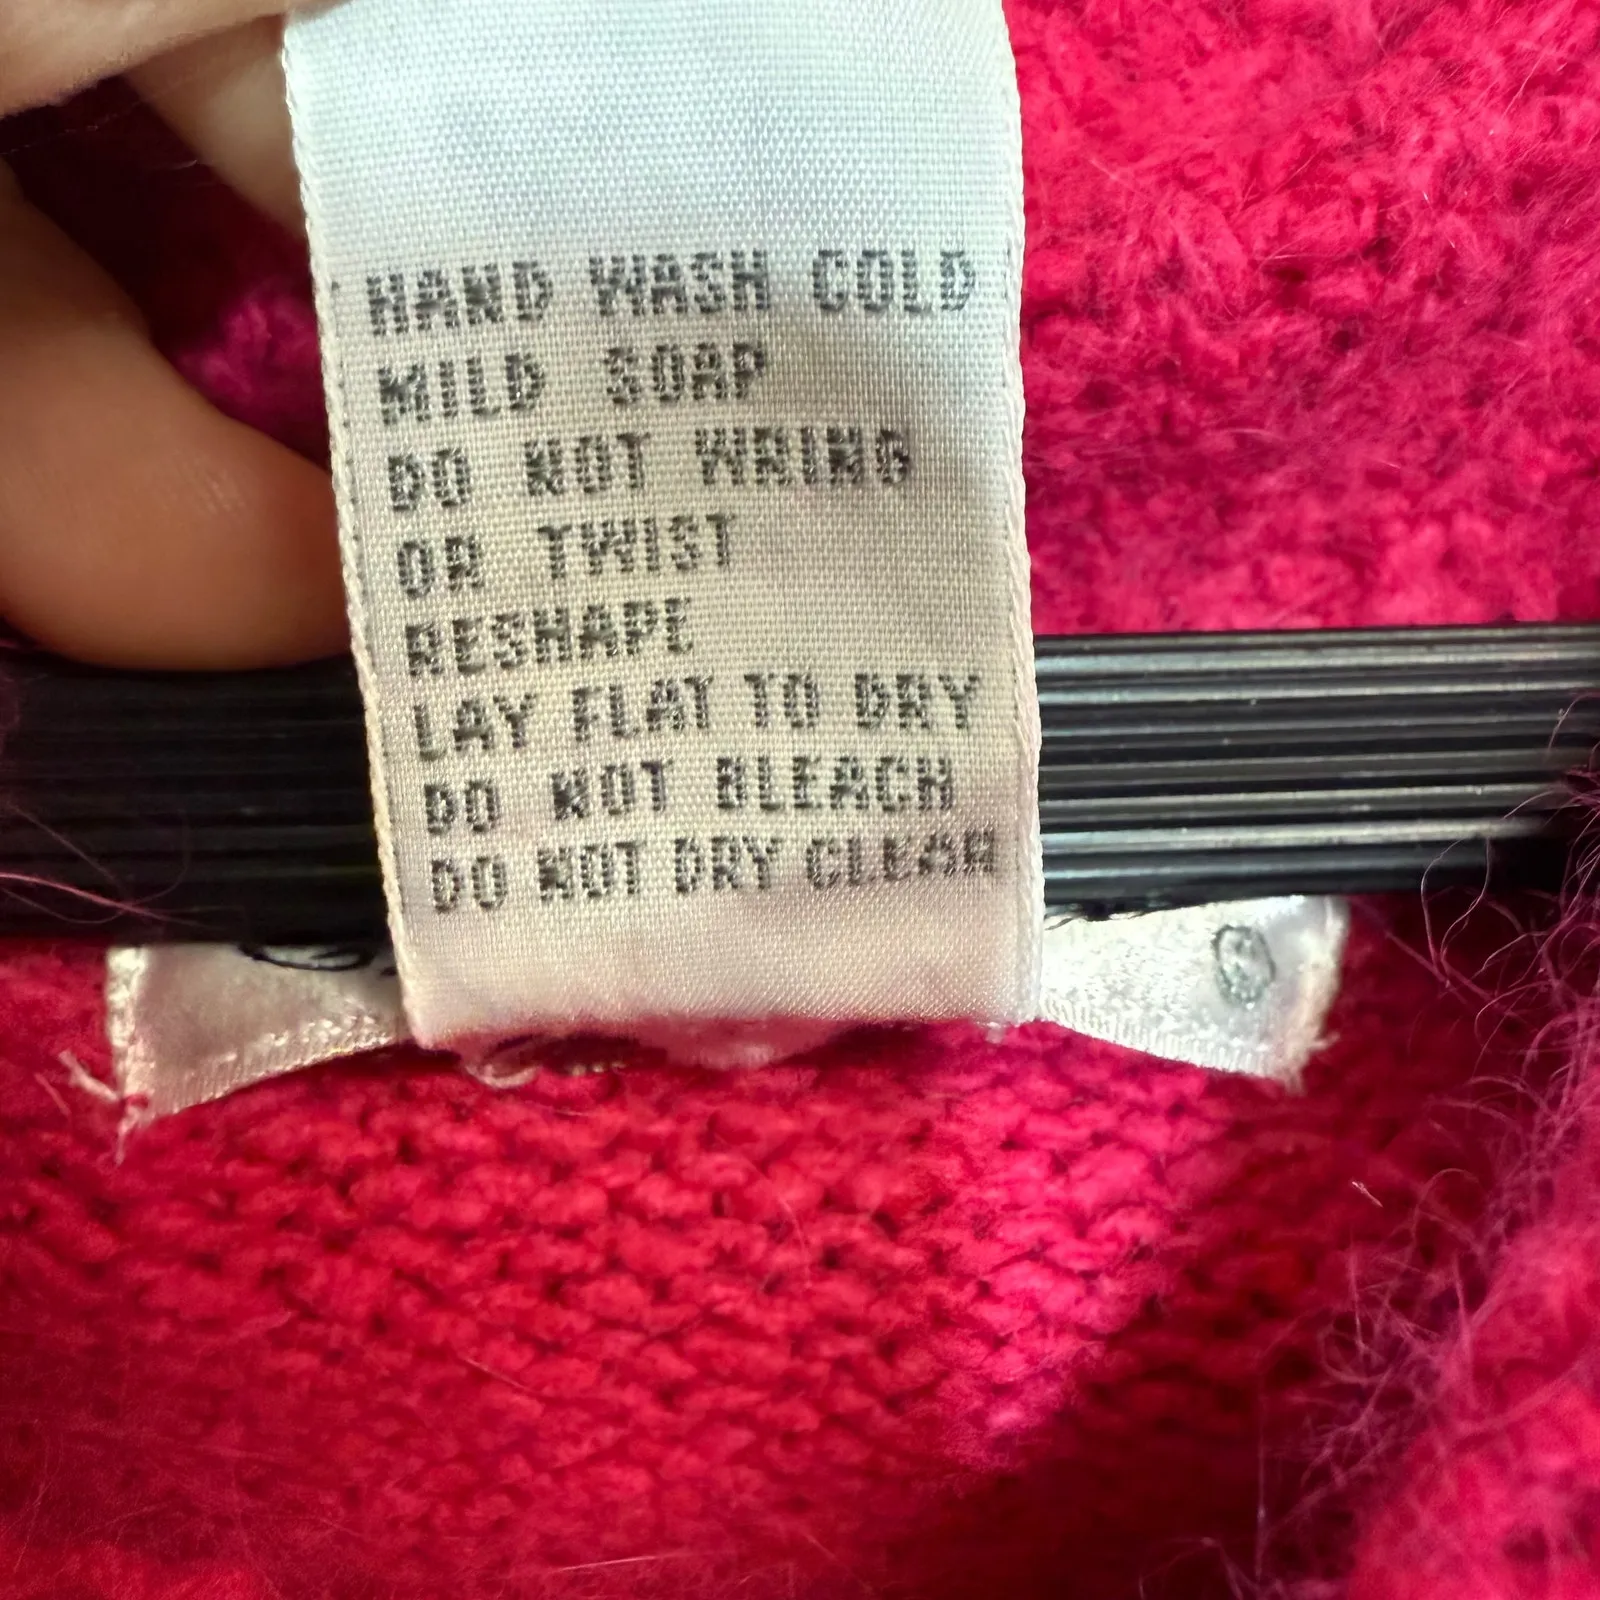 HAND WASH COLD
MILD SOAP
DO NOT WRING
OR TWIST
RESHAPE
LAY FLAT TO DRY
DO NOT BLEACH
DO NOT DRY CLEAN